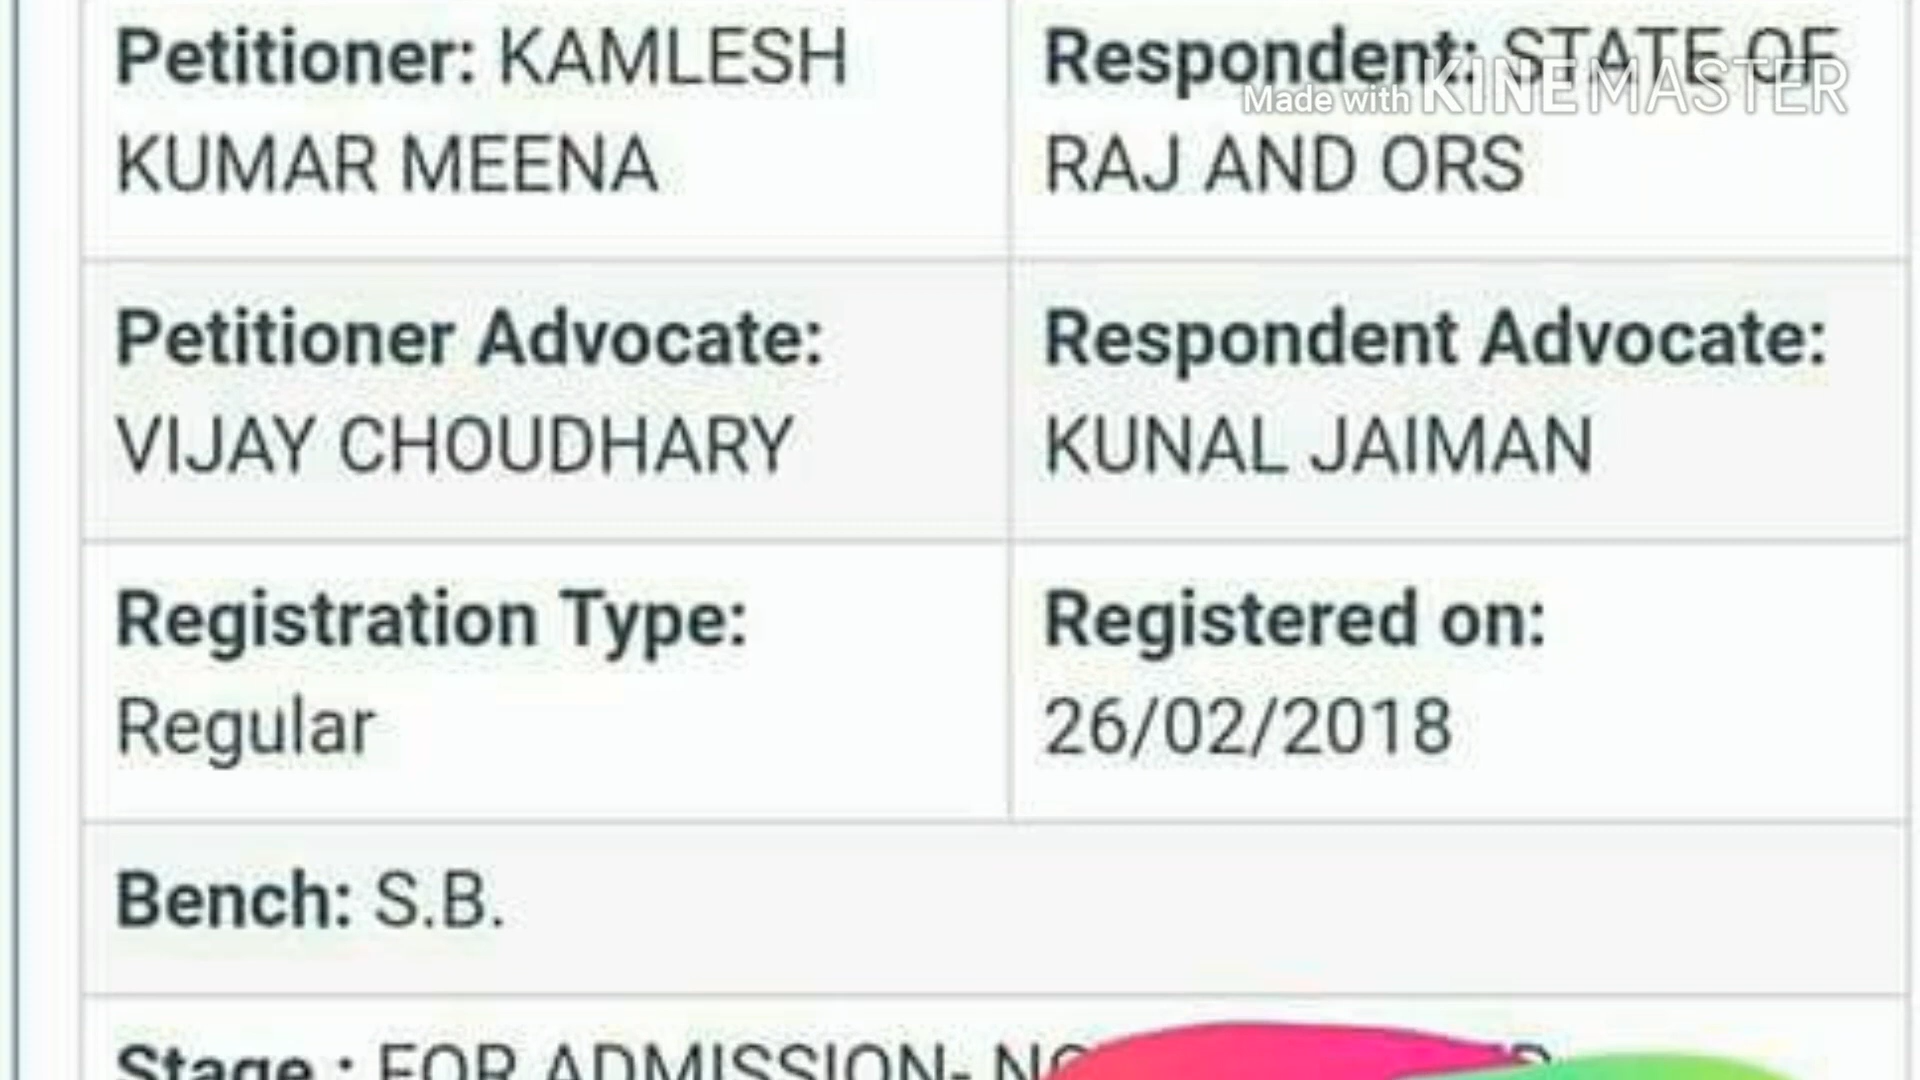 Petitioner: KAMLESH
KUMAR MEENA
Respondent: STATE OF
RAJ AND ORS
Made with KINEMASTER
Petitioner Advocate:
VIJAY CHOUDHARY
Respondent Advocate:
KUNAL JAIMAN
Registration Type:
Regular
Registered on:
26/02/2018
Bench: S.B.
Stage : FOR ADMISSION-